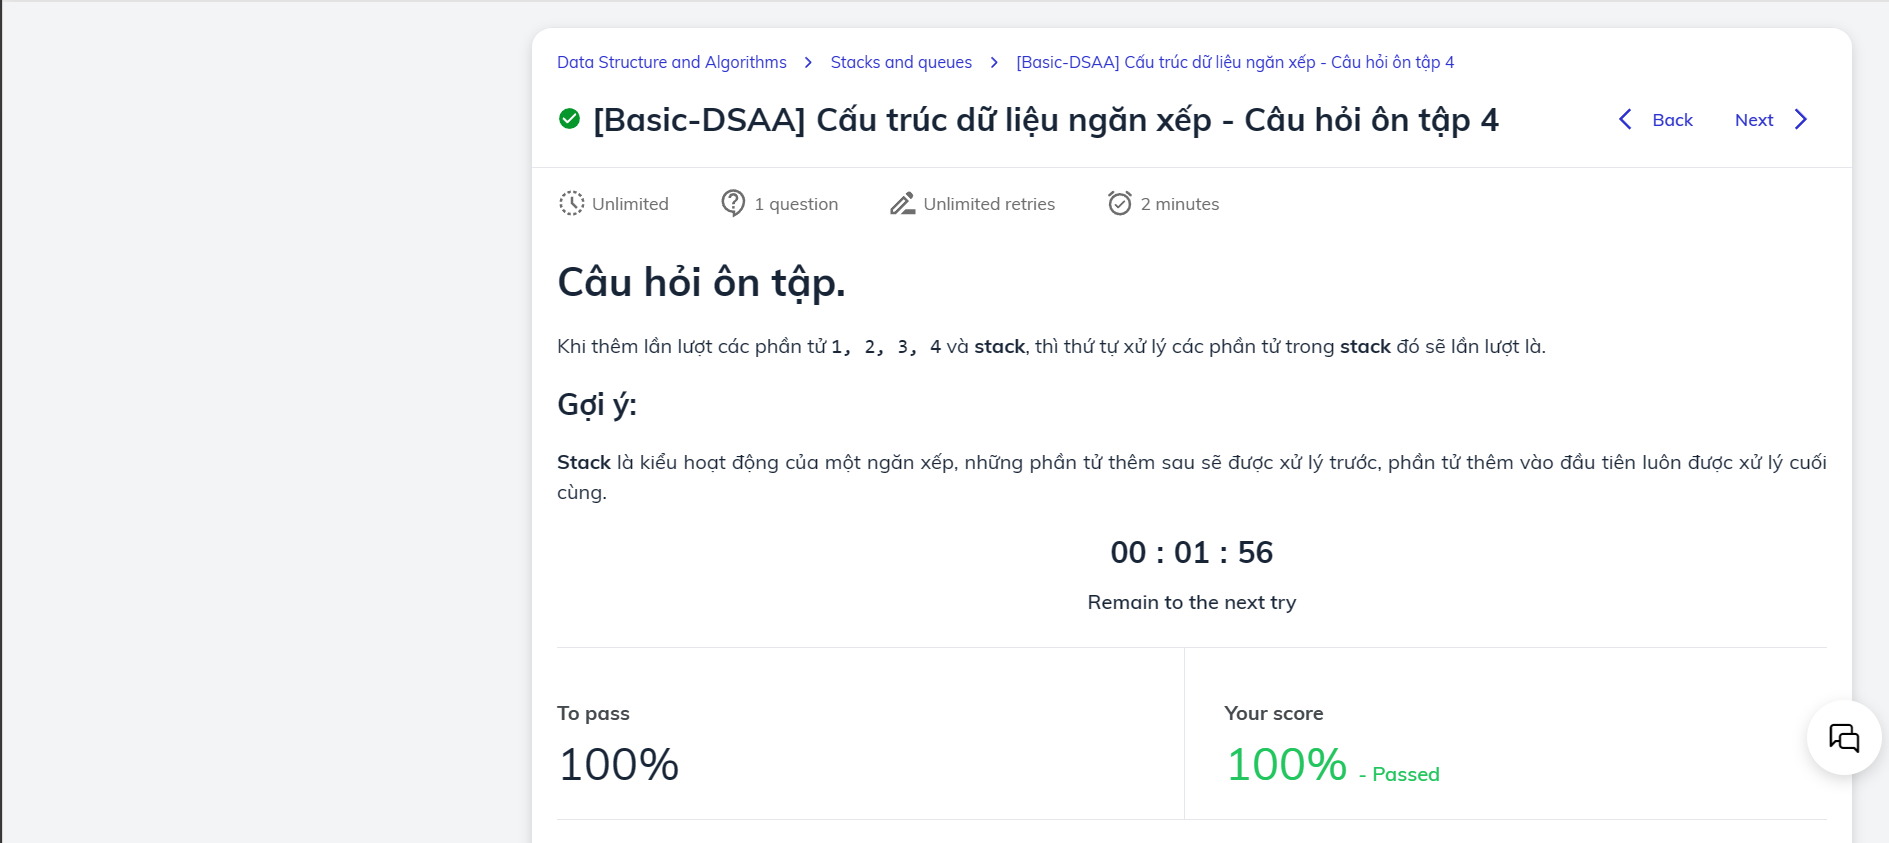 Data Structure and Algorithms > Stacks and queues > [Basic-DSAA] Cấu trúc dữ liệu ngăn xếp - Câu hỏi ôn tập 4
[Basic-DSAA] Cấu trúc dữ liệu ngăn xếp - Câu hỏi ôn tập 4
Back Next
Unlimited 1 question Unlimited retries 2 minutes
Câu hỏi ôn tập.
Khi thêm lần lượt các phần tử 1, 2, 3, 4 và stack, thì thứ tự xử lý các phần tử trong stack đó sẽ lần lượt là.
Gợi ý:
Stack là kiểu hoạt động của một ngăn xếp, những phần tử thêm sau sẽ được xử lý trước, phần tử thêm vào đầu tiên luôn được xử lý cuối
cùng.
00 : 01 : 56
Remain to the next try
To pass
100%
Your score
100% - Passed